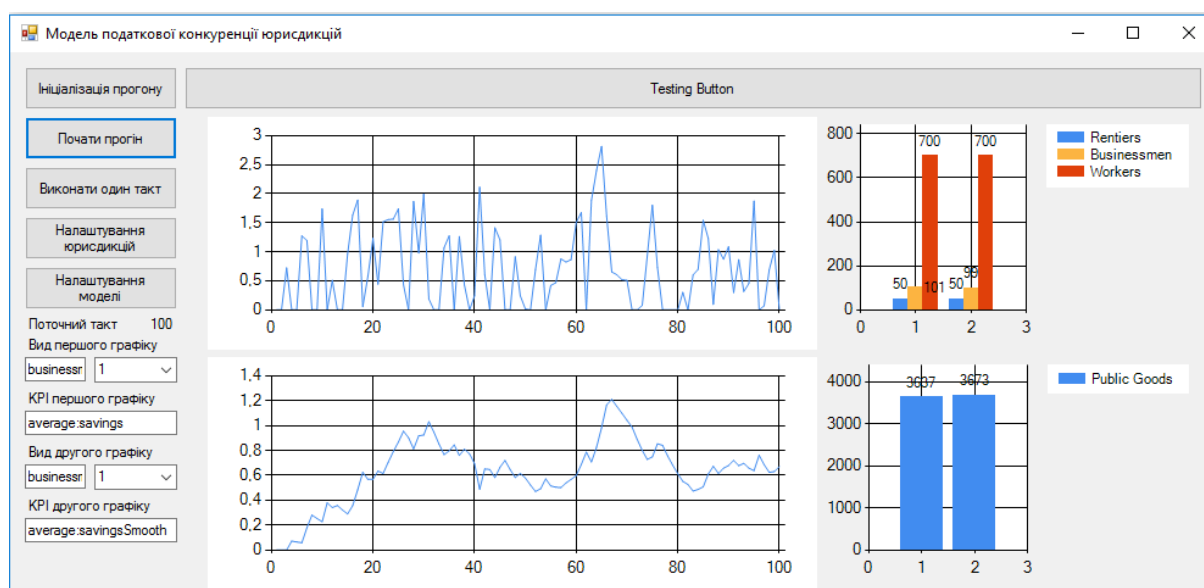 Модель податкової конкуренції юрисдикцій
Ініціалізація прогону
Testing Button
Почати прогін
Виконати один такт
Налаштування
юрисдикцій
Налаштування
моделі
Поточний такт 100
Вид першого графіку
businessr 1
KPI першого графіку
average:savings
Вид другого графіку
businessr 1
KPI другого графіку
average:savingsSmooth
3
2,5
2
1,5
1
0,5
0
0 20 40 60 80 100
800
600
400
200
0
700 700
50 101 50 99
0 1 2 3
Rentiers
Businessmen
Workers
1,4
1,2
1
0,8
0,6
0,4
0,2
0
0 20 40 60 80 100
4000
3000
2000
1000
0
3637 3673
0 1 2 3
Public Goods